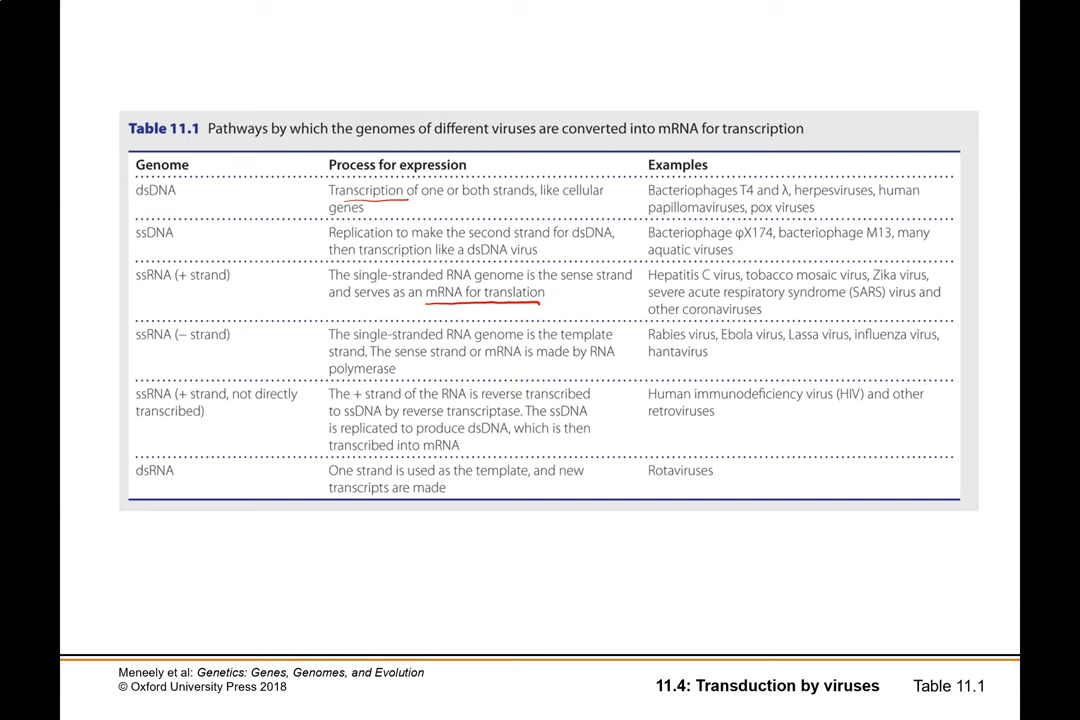 Table 11.1 Pathways by which the genomes of different viruses are converted into mRNA for transcription
Genome Process for expression Examples
dsDNA Transcription of one or both strands, like cellular genes Bacteriophages T4 and λ, herpesviruses, human papillomaviruses, pox viruses
ssDNA Replication to make the second strand for dsDNA, then transcription like a dsDNA virus Bacteriophage φX174, bacteriophage M13, many aquatic viruses
ssRNA (+ strand) The single-stranded RNA genome is the sense strand and serves as an mRNA for translation Hepatitis C virus, tobacco mosaic virus, Zika virus, severe acute respiratory syndrome (SARS) virus and other coronaviruses
ssRNA (− strand) The single-stranded RNA genome is the template strand. The sense strand or mRNA is made by RNA polymerase Rabies virus, Ebola virus, Lassa virus, influenza virus, hantavirus
ssRNA (+ strand, not directly transcribed) The + strand of the RNA is reverse transcribed to ssDNA by reverse transcriptase. The ssDNA is replicated to produce dsDNA, which is then transcribed into mRNA Human immunodeficiency virus (HIV) and other retroviruses
dsRNA One strand is used as the template, and new transcripts are made Rotaviruses
Meneely et al: Genetics: Genes, Genomes, and Evolution
© Oxford University Press 2018
11.4: Transduction by viruses Table 11.1